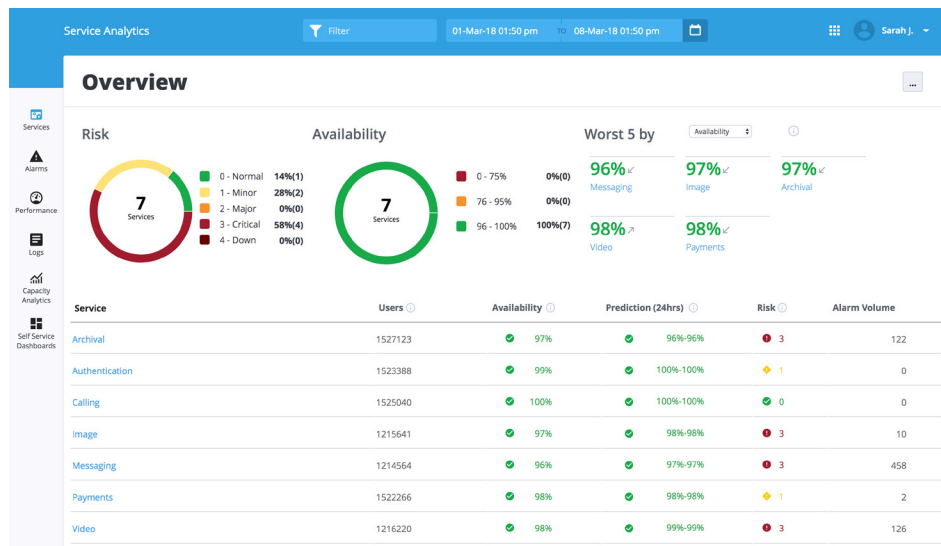 Service Analytics
Filter
01-Mar-18 01:50 pm TO 08-Mar-18 01:50 pm
Sarah J.
Overview
...
Services
Alarms
Performance
Logs
Capacity
Analytics
Self Service
Dashboards
Risk
7
Services
0 - Normal 14%(1)
1 - Minor 28%(2)
2 - Major 0%(0)
3 - Critical 58%(4)
4 - Down 0%(0)
Availability
7
Services
0 - 75% 0%(0)
76 - 95% 0%(0)
96 - 100% 100%(7)
Worst 5 by Availability
96% 97% 97%
Messaging Image Archival
98% 98%
Video Payments
Service Users Availability Prediction (24hrs) Risk Alarm Volume
Archival 1527123 97% 96%-96% 3 122
Authentication 1523388 99% 100%-100% 1 0
Calling 1525040 100% 100%-100% 0 0
Image 1215641 97% 98%-98% 3 10
Messaging 1214564 96% 97%-97% 3 458
Payments 1522266 98% 98%-98% 1 2
Video 1216220 98% 99%-99% 3 126